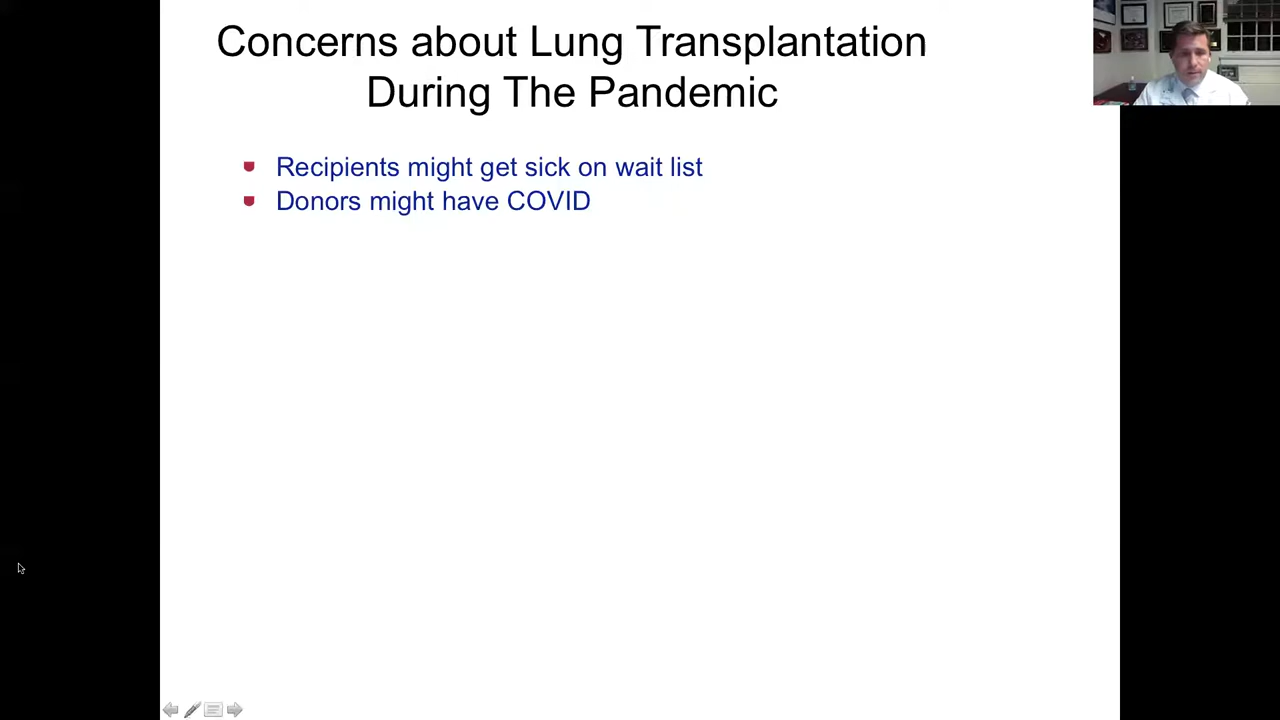 Concerns about Lung Transplantation
During The Pandemic
Recipients might get sick on wait list
Donors might have COVID